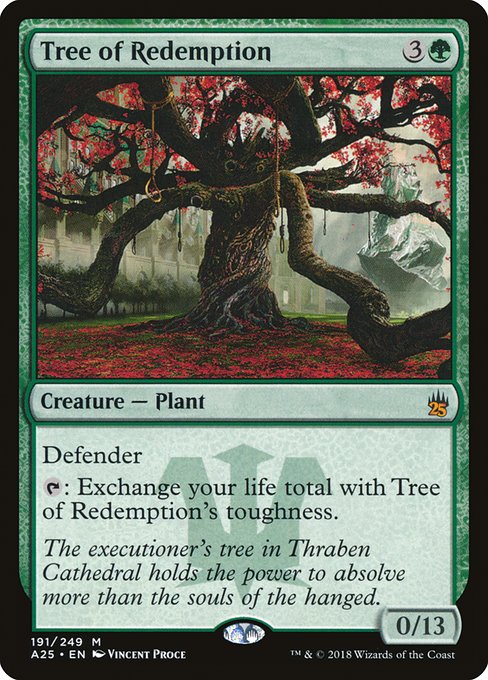 Tree of Redemption 3
Creature — Plant
25
Defender
: Exchange your life total with Tree
of Redemption's toughness.
The executioner's tree in Thraben
Cathedral holds the power to absolve
more than the souls of the hanged.
0/13
191/249 M
A25 • EN VINCENT PROCE
™ & © 2018 Wizards of the Coast